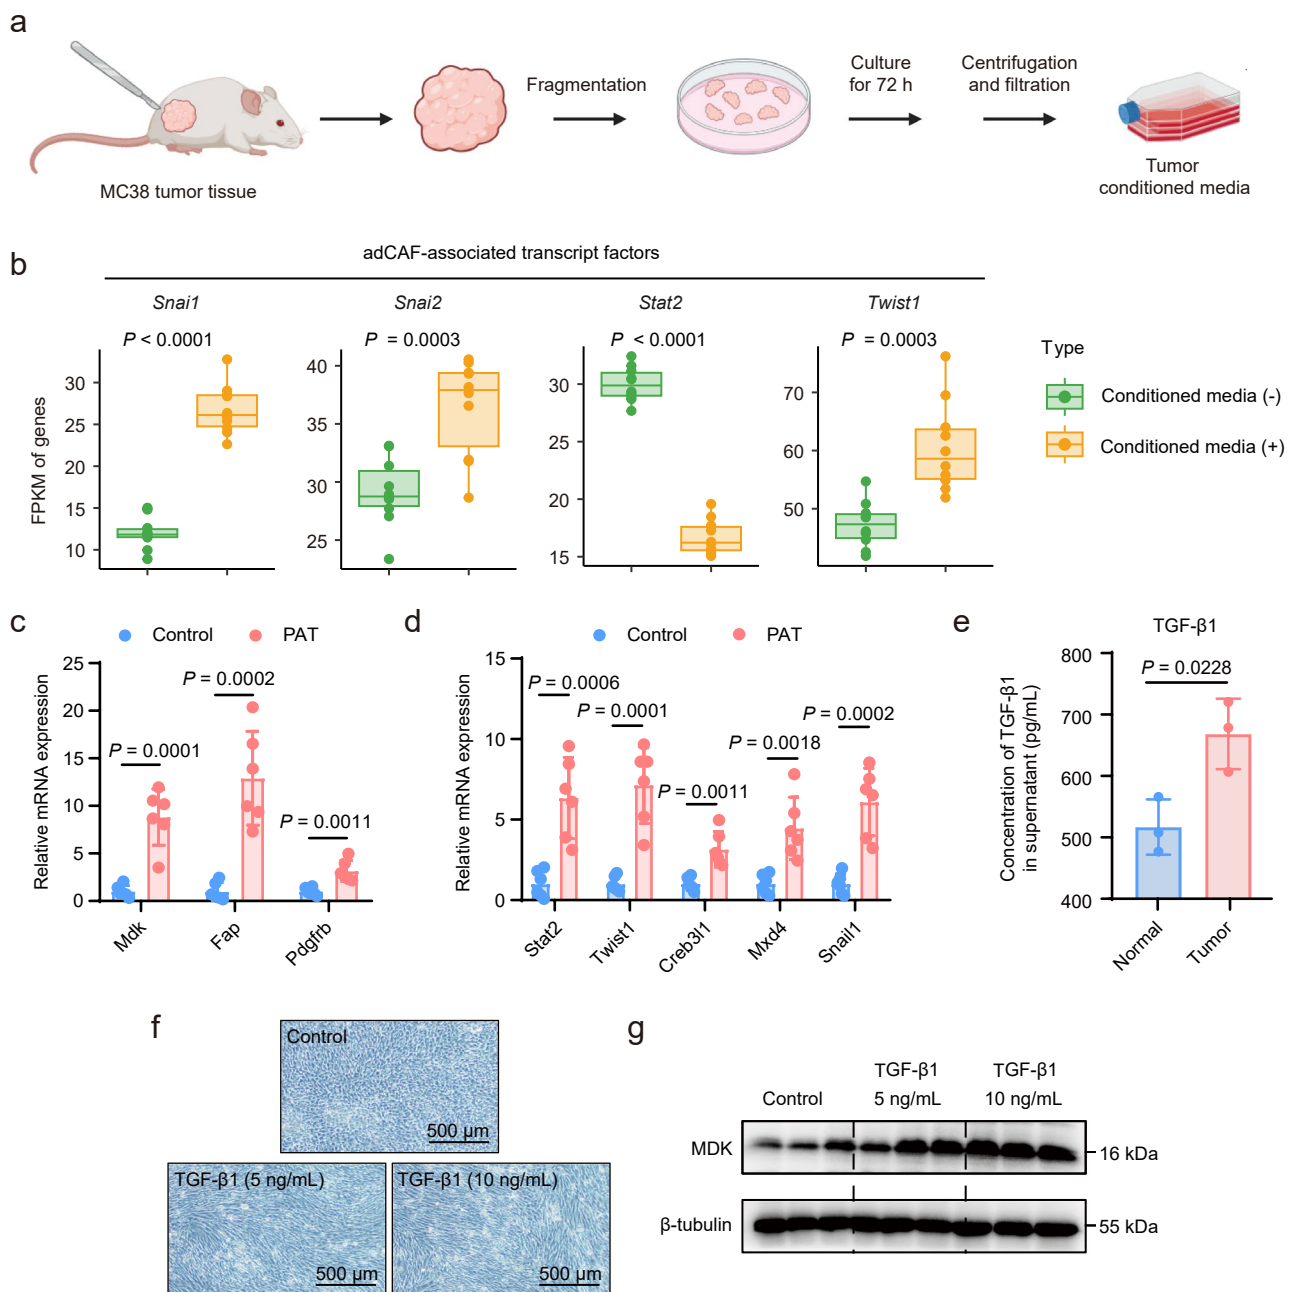 a
Fragmentation
Culture
for 72 h
Centrifugation
and filtration
MC38 tumor tissue
Tumor
conditioned media
b
adCAF-associated transcript factors
Snai1
Snai2
Stat2
Twist1
P < 0.0001
P = 0.0003
P < 0.0001
P = 0.0003
FPKM of genes
30
25
20
15
10
40
35
30
25
30
25
20
15
70
60
50
Type
Conditioned media (-)
Conditioned media (+)
c
Control
PAT
Relative mRNA expression
25
20
15
10
5
0
P = 0.0001
P = 0.0002
P = 0.0011
Mdk
Fap
Pdgfrb
d
Control
PAT
Relative mRNA expression
15
10
5
0
P = 0.0006
P = 0.0001
P = 0.0011
P = 0.0018
P = 0.0002
Stat2
Twist1
Creb3l1
Mxd4
Snail1
e
TGF-β1
P = 0.0228
Concentration of TGF-β1
in supernatant (pg/mL)
800
700
600
500
400
Normal
Tumor
f
Control
500 μm
TGF-β1 (5 ng/mL)
500 μm
TGF-β1 (10 ng/mL)
500 μm
g
Control
TGF-β1
5 ng/mL
TGF-β1
10 ng/mL
MDK
16 kDa
β-tubulin
55 kDa